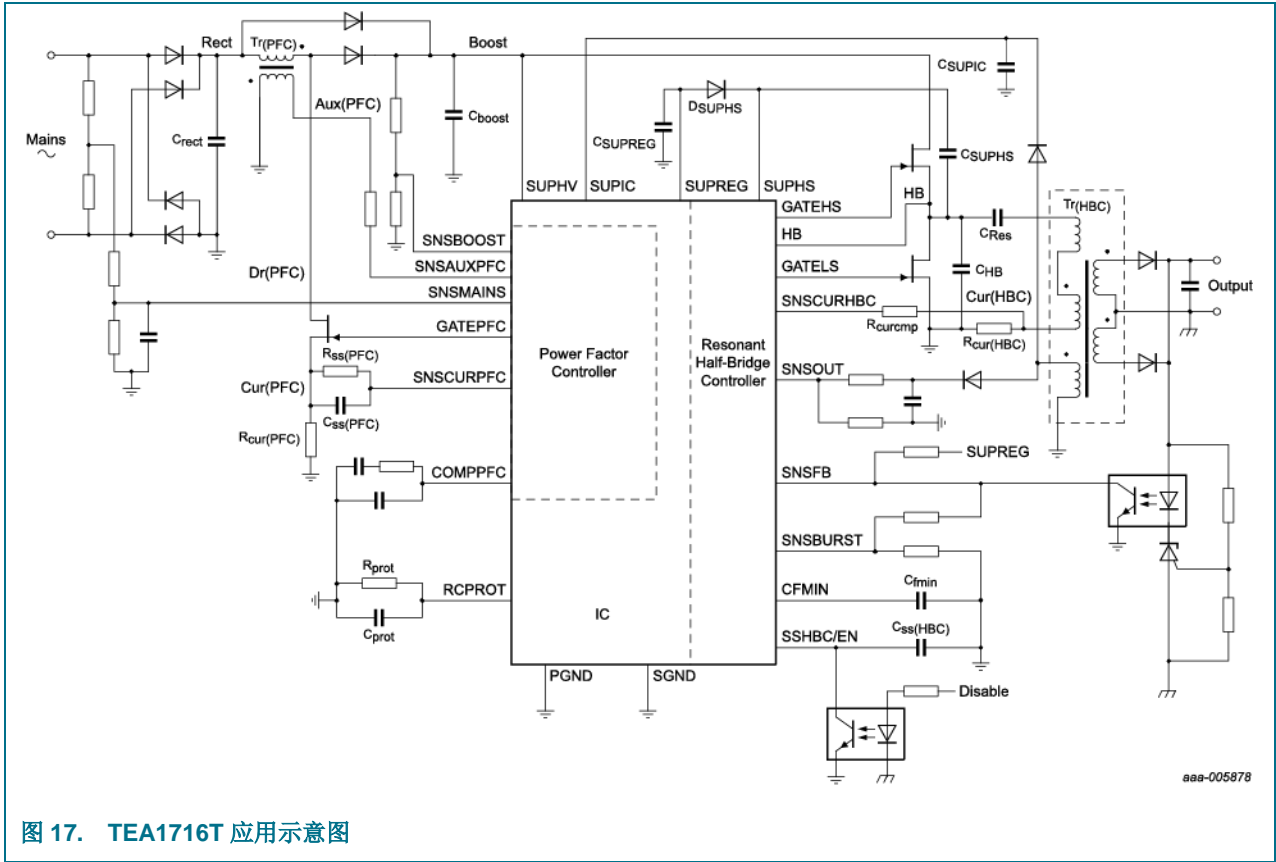 Rect
Tr(PFC)
Boost
CSUPIC
DSUPHS
Aux(PFC)
Cboost
CSUPREG
Mains
Crect
CSUPHS
SUPHV
SUPIC
SUPREG
SUPHS
HB
Tr(HBC)
GATEHS
CRes
SNSBOOST
HB
SNSAUXPFC
GATELS
CHB
Dr(PFC)
Output
SNSMAINS
SNSCURHBC
Cur(HBC)
GATEPFC
Rcurcmp
Rcur(HBC)
Rss(PFC)
Power Factor
Controller
Resonant
Half-Bridge
Controller
SNSCURPFC
SNSOUT
Cur(PFC)
Css(PFC)
Rcur(PFC)
SUPREG
COMPPFC
SNSFB
SNSBURST
Rprot
RCPROT
CFMIN
Cfmin
IC
Cprot
Css(HBC)
SSHBC/EN
PGND
SGND
Disable
aaa-005878
图 17. TEA1716T 应用示意图